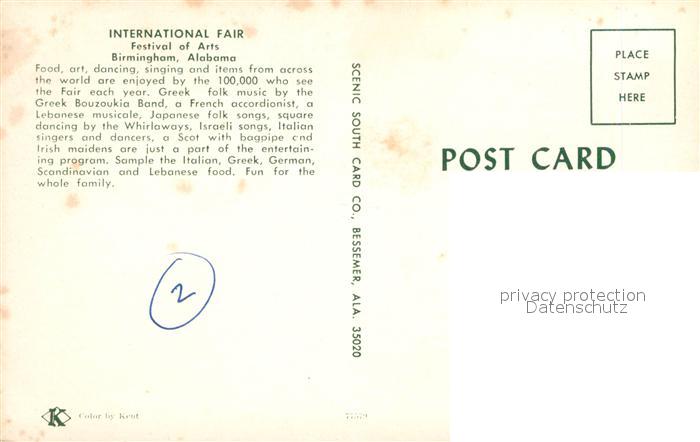 INTERNATIONAL FAIR
Festival of Arts
Birmingham, Alabama
Food, art, dancing, singing and items from across
the world are enjoyed by the 100,000 who see
the Fair each year. Greek folk music by the
Greek Bouzoukia Band, a French accordionist, a
Lebanese musicale, Japanese folk songs, square
dancing by the Whirlaways, Israeli songs, Italian
singers and dancers, a Scot with bagpipe and
Irish maidens are just a part of the entertain-
ing program. Sample the Italian, Greek, German,
Scandinavian and Lebanese food. Fun for the
whole family.
2
K
Color by Kent
SCENIC SOUTH CARD CO., BESSEMER, ALA. 35020
PLACE
STAMP
HERE
POST CARD
privacy protection
Datenschutz